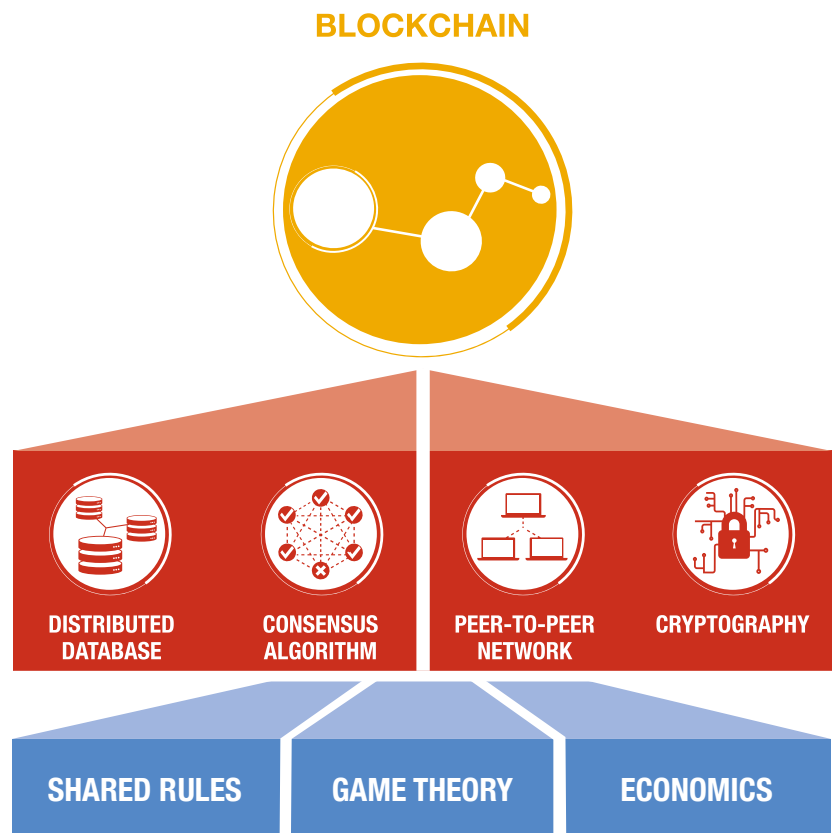 BLOCKCHAIN
DISTRIBUTED
DATABASE
CONSENSUS
ALGORITHM
PEER-TO-PEER
NETWORK
CRYPTOGRAPHY
SHARED RULES
GAME THEORY
ECONOMICS